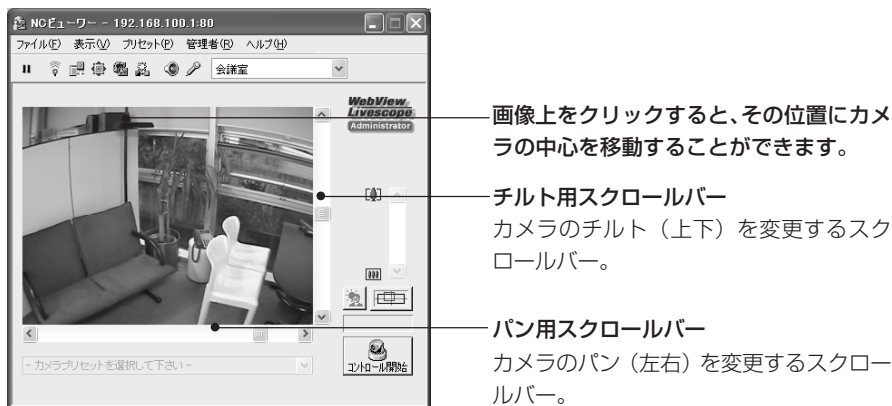 NCビューワー - 192.168.100.1:80
ファイル(F) 表示(V) プリセット(P) 管理者(R) ヘルプ(H)
会議室
WebView
Livescope
Administrator
- カメラプリセットを選択して下さい -
コントロール開始
画像上をクリックすると、その位置にカメ
ラの中心を移動することができます。
チルト用スクロールバー
カメラのチルト（上下）を変更するスク
ロールバー。
パン用スクロールバー
カメラのパン（左右）を変更するスクロー
ルバー。